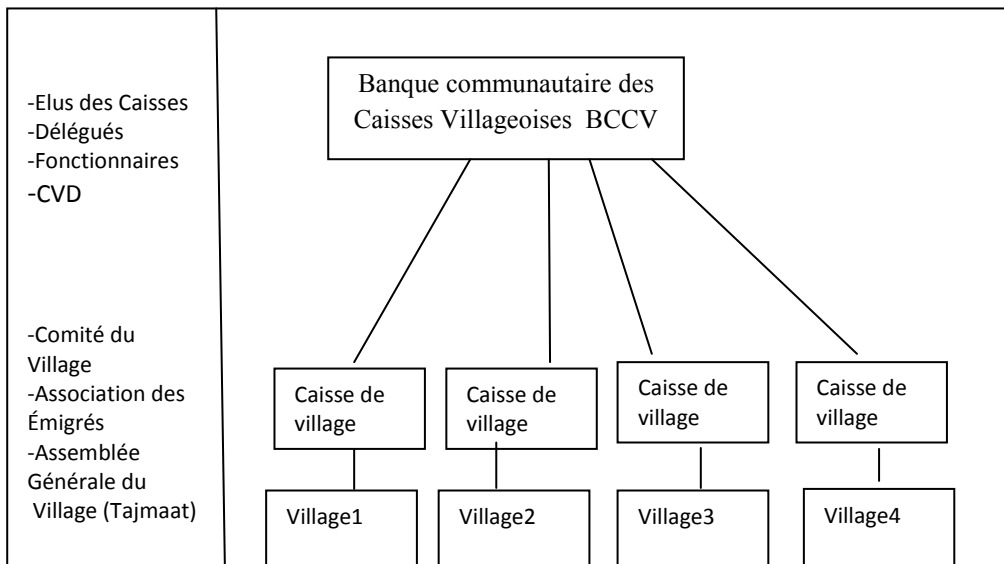 -Elus des Caisses
-Délégués
-Fonctionnaires
-CVD
-Comité du
Village
-Association des
Émigrés
-Assemblée
Générale du
Village (Tajmaat)
Banque communautaire des
Caisses Villageoises BCCV
Caisse de
village
Caisse de
village
Caisse de
village
Caisse de
village
Village1
Village2
Village3
Village4